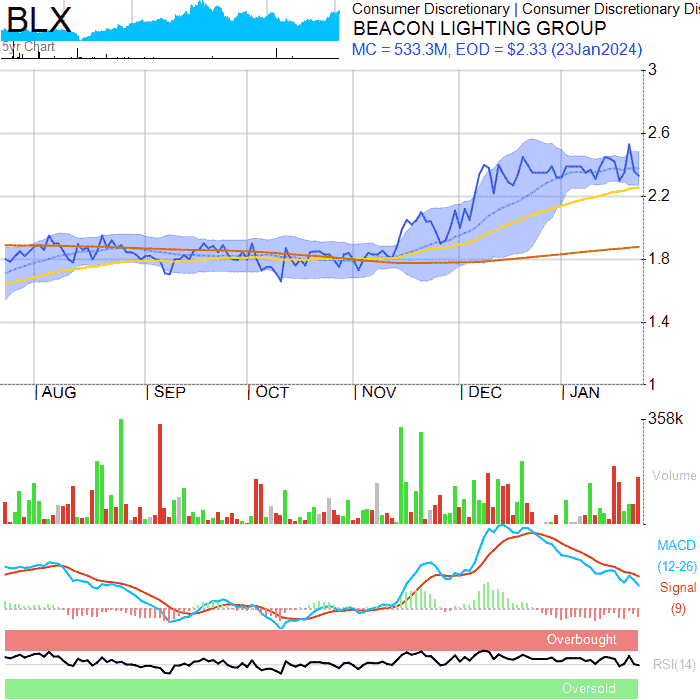 BLX
5yr Chart
Consumer Discretionary | Consumer Discretionary Dis
BEACON LIGHTING GROUP
MC = 533.3M, EOD = $2.33 (23Jan2024)
3
2.6
2.2
1.8
1.4
1
AUG SEP OCT NOV DEC JAN
358k
Volume
MACD
(12-26)
Signal
(9)
Overbought
RSI(14)
Oversold